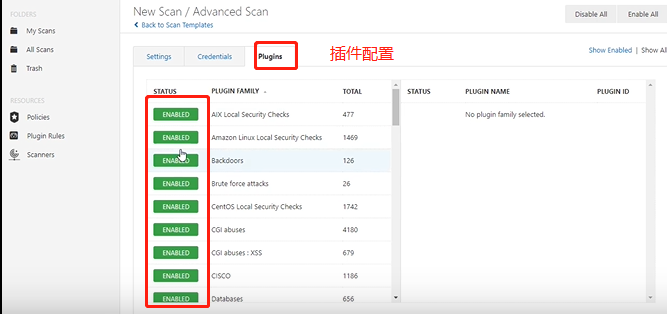 FOLDERS
My Scans
All Scans
Trash
RESOURCES
Policies
Plugin Rules
Scanners
New Scan / Advanced Scan
Back to Scan Templates
Disable All
Enable All
Settings
Credentials
Plugins
插件配置
Show Enabled | Show All
STATUS PLUGIN FAMILY TOTAL
ENABLED AIX Local Security Checks 477
ENABLED Amazon Linux Local Security Checks 1469
ENABLED Backdoors 126
ENABLED Brute force attacks 26
ENABLED CentOS Local Security Checks 1742
ENABLED CGI abuses 4180
ENABLED CGI abuses : XSS 679
ENABLED CISCO 1186
ENABLED Databases 656
STATUS PLUGIN NAME PLUGIN ID
No plugin family selected.